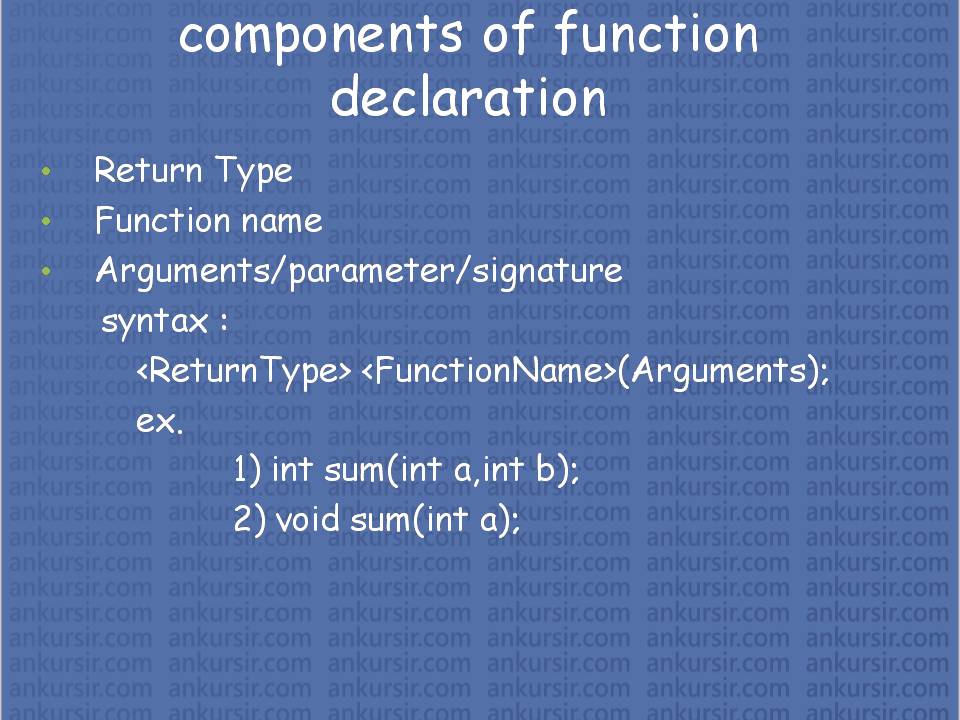 components of function
declaration
• Return Type
• Function name
• Arguments/parameter/signature
syntax :
<ReturnType> <FunctionName>(Arguments);
ex.
1) int sum(int a,int b);
2) void sum(int a);
ankursir.com